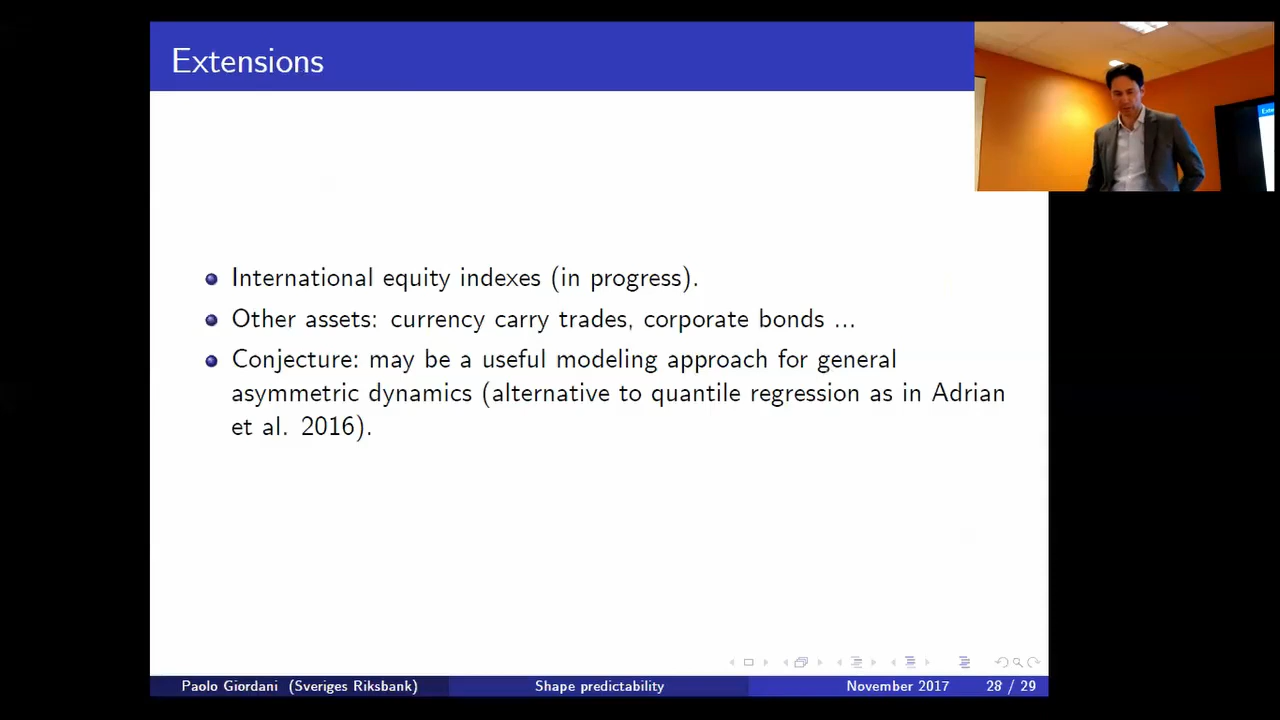 Extensions
International equity indexes (in progress).
Other assets: currency carry trades, corporate bonds ...
Conjecture: may be a useful modeling approach for general
asymmetric dynamics (alternative to quantile regression as in Adrian
et al. 2016).
Paolo Giordani (Sveriges Riksbank) Shape predictability November 2017 28 / 29